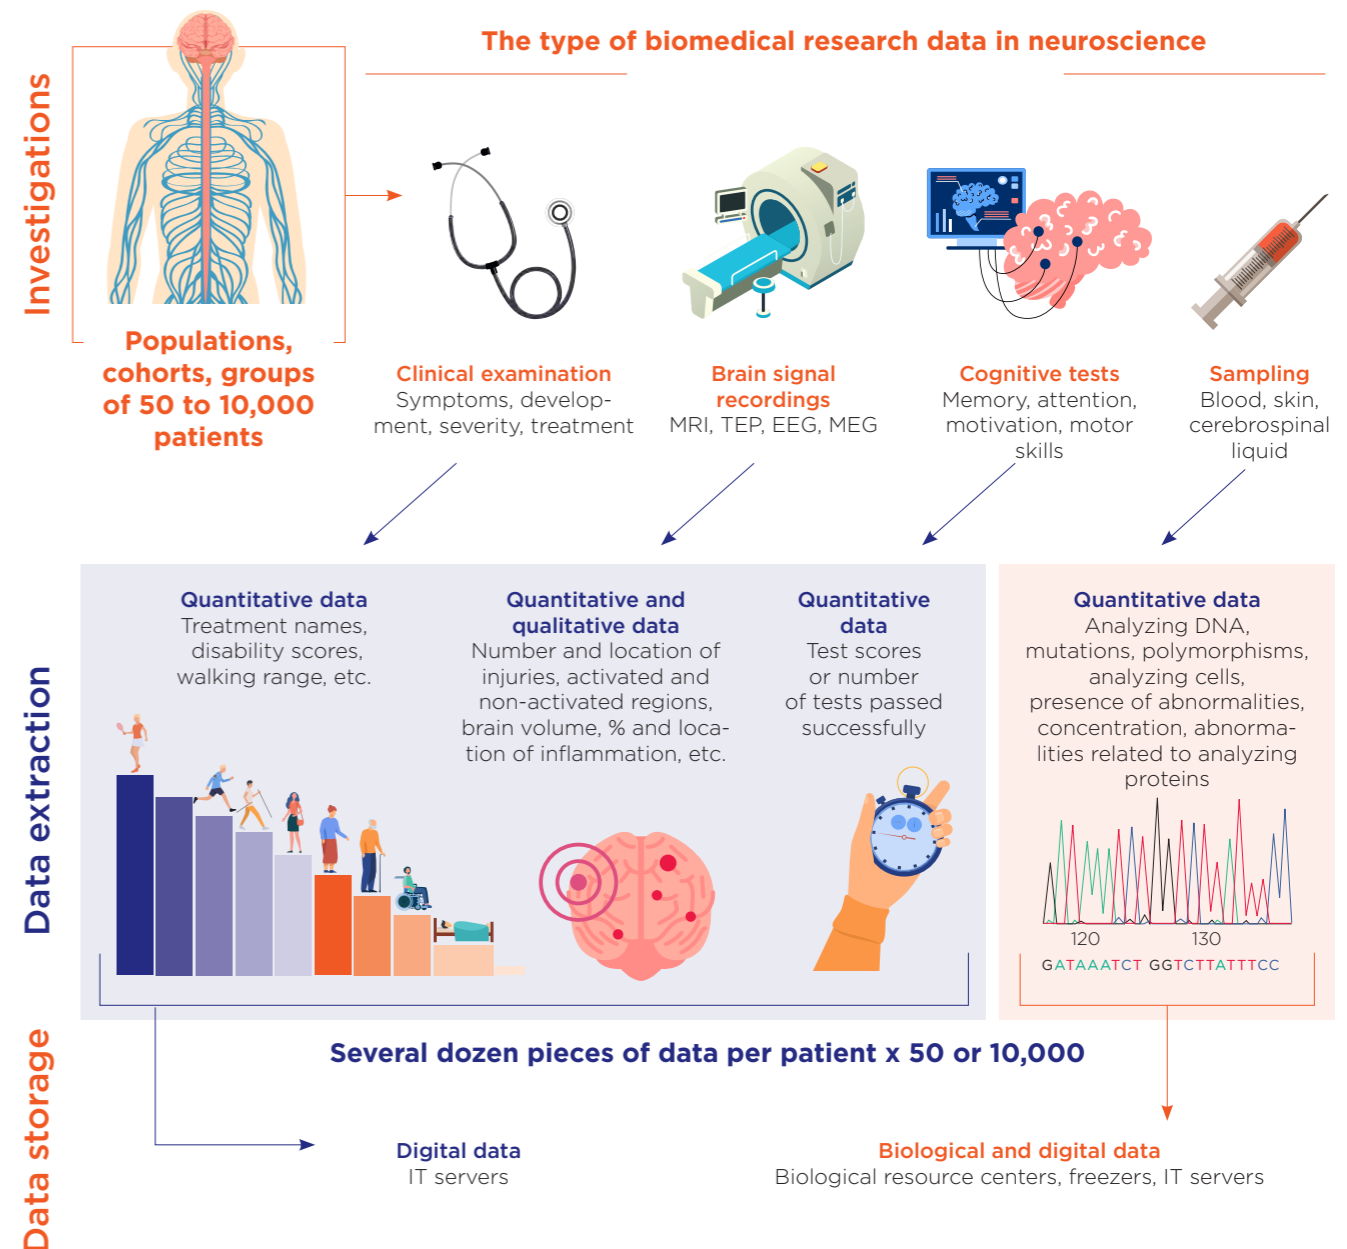 The type of biomedical research data in neuroscience
Investigations
Populations,
cohorts, groups
of 50 to 10,000
patients
Clinical examination
Symptoms, develop-
ment, severity, treatment
Brain signal
recordings
MRI, TEP, EEG, MEG
Cognitive tests
Memory, attention,
motivation, motor
skills
Sampling
Blood, skin,
cerebrospinal
liquid
Data extraction
Quantitative data
Treatment names,
disability scores,
walking range, etc.
Quantitative and
qualitative data
Number and location of
injuries, activated and
non-activated regions,
brain volume, % and loca-
tion of inflammation, etc.
Quantitative
data
Test scores
or number
of tests passed
successfully
Quantitative data
Analyzing DNA,
mutations, polymorphisms,
analyzing cells,
presence of abnormalities,
concentration, abnorma-
lities related to analyzing
proteins
120 130
GATAAATCT GGTCTTATTTCC
Several dozen pieces of data per patient x 50 or 10,000
Data storage
Digital data
IT servers
Biological and digital data
Biological resource centers, freezers, IT servers